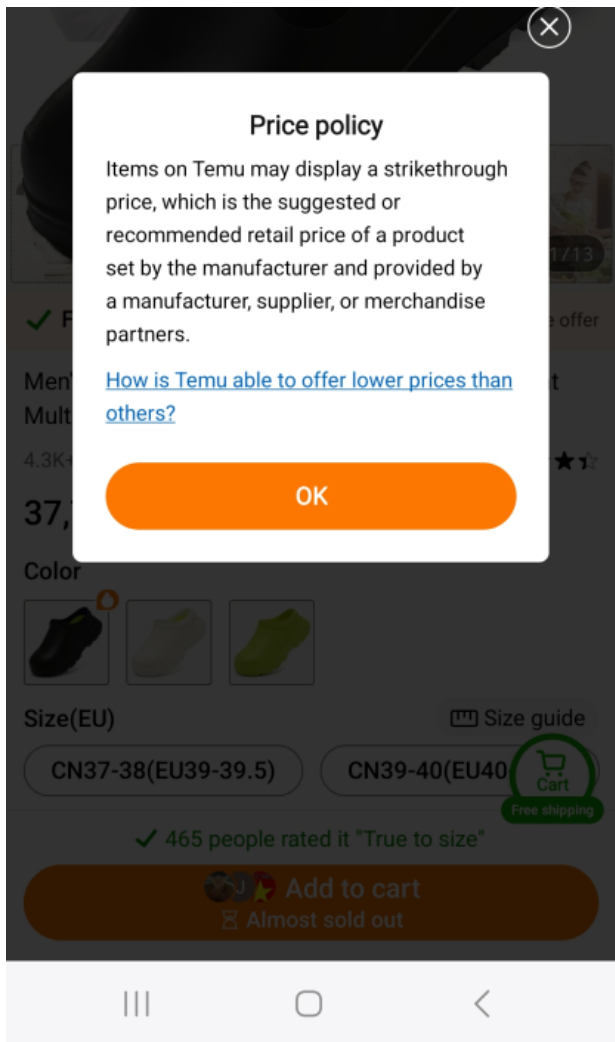 Price policy
Items on Temu may display a strikethrough
price, which is the suggested or
recommended retail price of a product
set by the manufacturer and provided by
a manufacturer, supplier, or merchandise
partners.
How is Temu able to offer lower prices than
others?
OK
1/13
offer
Men'
Mult
4.3K+
37,
Color
Size(EU)
Size guide
CN37-38(EU39-39.5)
CN39-40(EU40
Cart
Free shipping
465 people rated it "True to size"
J
Add to cart
Almost sold out